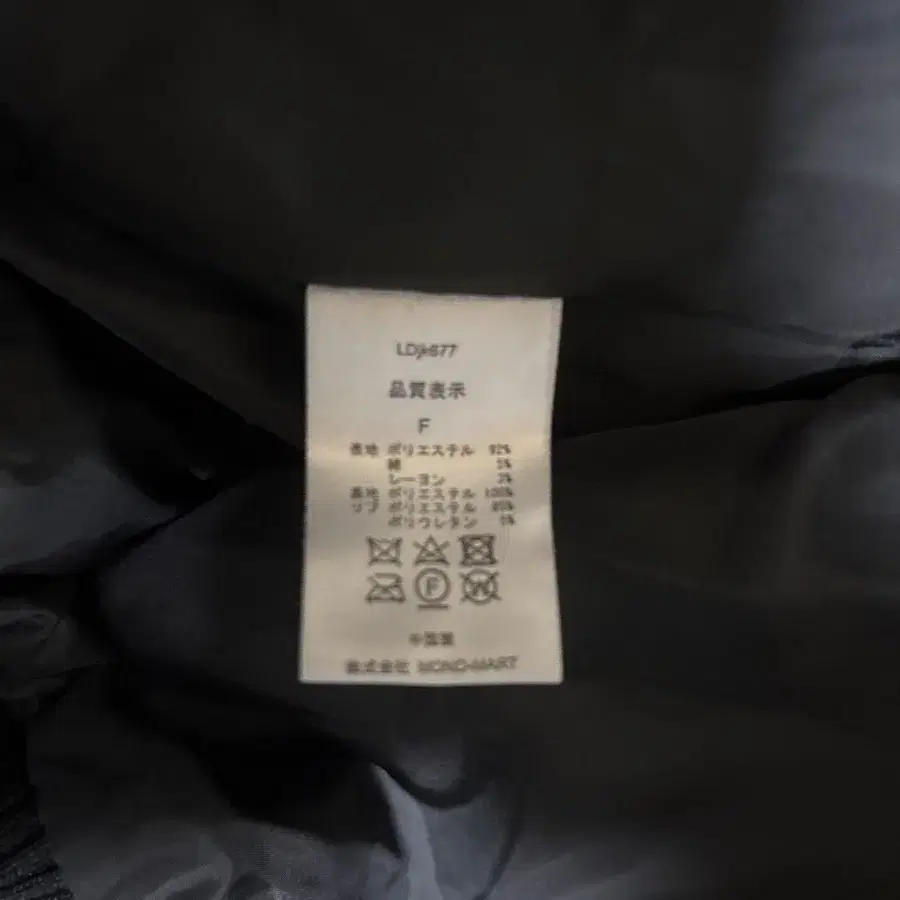 LDjk677
品質表示
F
表地 ポリエステル 92%
綿 5%
レーヨン 3%
裏地 ポリエステル 100%
リブ ポリエステル 95%
ポリウレタン 5%
F
W
中国製
株式会社 MONO-MART